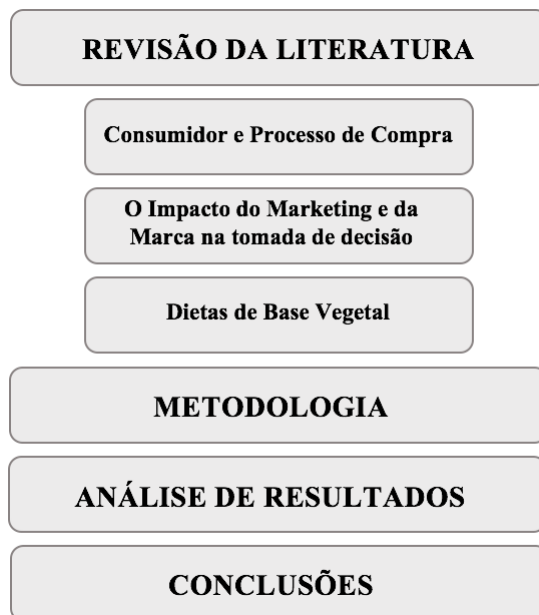 REVISÃO DA LITERATURA
Consumidor e Processo de Compra
O Impacto do Marketing e da
Marca na tomada de decisão
Dietas de Base Vegetal
METODOLOGIA
ANÁLISE DE RESULTADOS
CONCLUSÕES